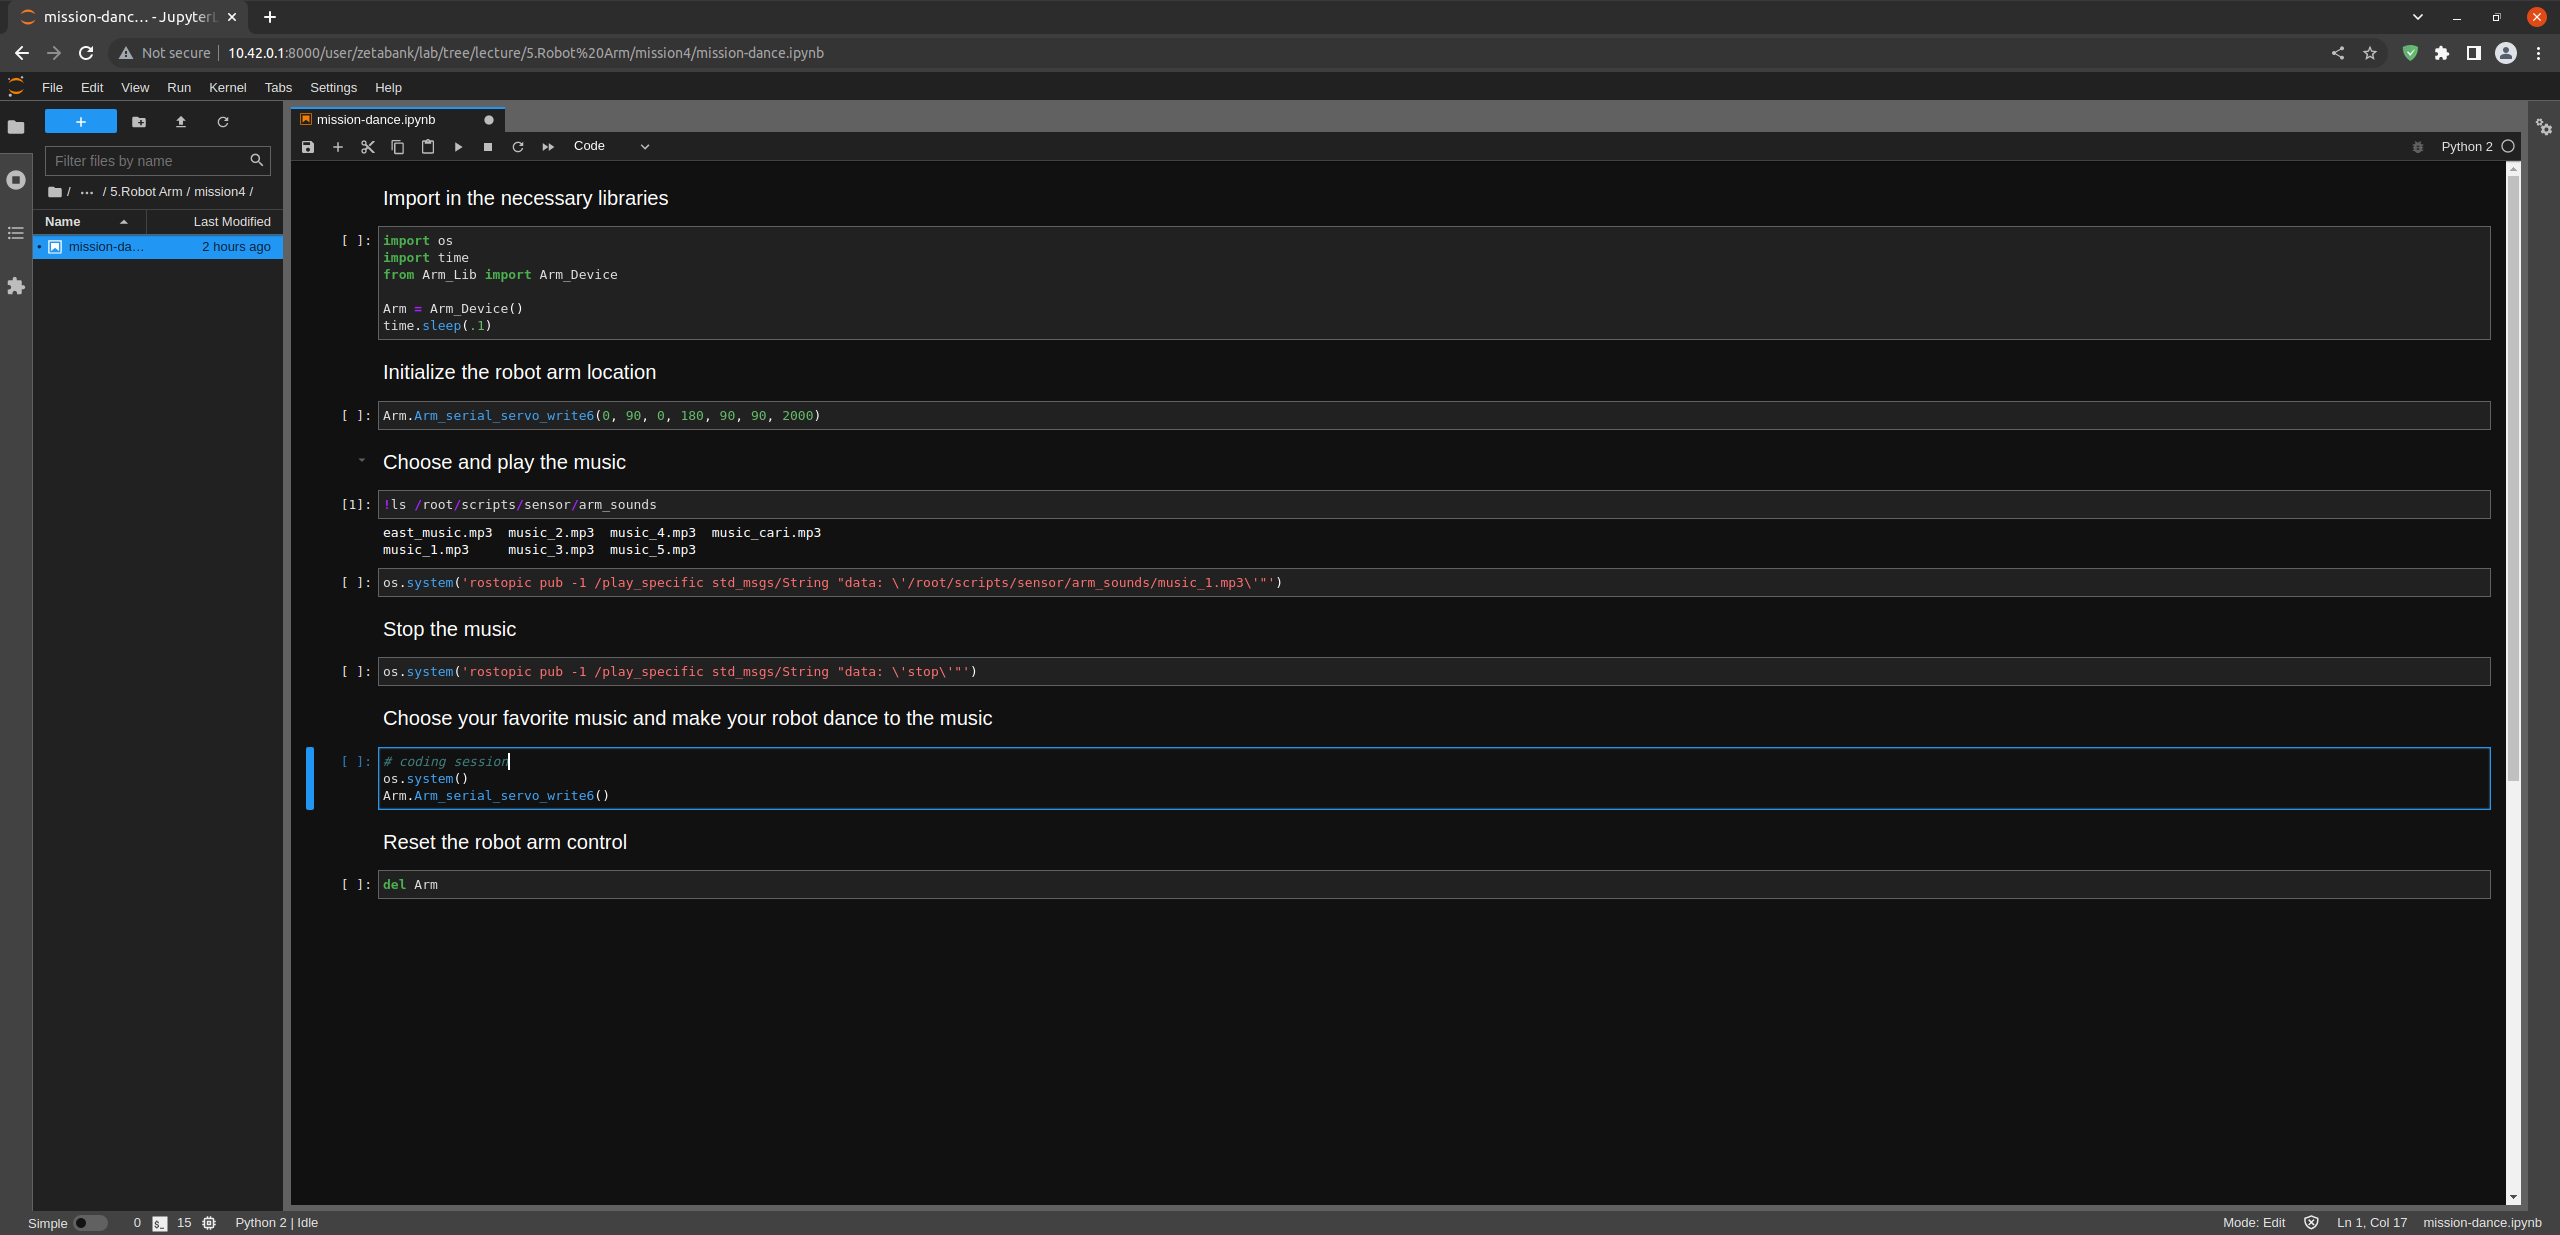 mission-danc… - JupyterL
Not secure | 10.42.0.1:8000/user/zetabank/lab/tree/lecture/5.Robot%20Arm/mission4/mission-dance.ipynb
File Edit View Run Kernel Tabs Settings Help
Filter files by name
/ ••• / 5.Robot Arm / mission4 /
Name Last Modified
mission-da… 2 hours ago
mission-dance.ipynb
Code
Python 2
Import in the necessary libraries
[ ]: import os
import time
from Arm_Lib import Arm_Device
Arm = Arm_Device()
time.sleep(.1)
Initialize the robot arm location
[ ]: Arm.Arm_serial_servo_write6(0, 90, 0, 180, 90, 90, 2000)
Choose and play the music
[1]: !ls /root/scripts/sensor/arm_sounds
east_music.mp3  music_2.mp3  music_4.mp3  music_cari.mp3
music_1.mp3     music_3.mp3  music_5.mp3
[ ]: os.system('rostopic pub -1 /play_specific std_msgs/String "data: \'/root/scripts/sensor/arm_sounds/music_1.mp3\'"')
Stop the music
[ ]: os.system('rostopic pub -1 /play_specific std_msgs/String "data: \'stop\'"')
Choose your favorite music and make your robot dance to the music
[ ]: # coding session
os.system()
Arm.Arm_serial_servo_write6()
Reset the robot arm control
[ ]: del Arm
Simple 0 $_ 15 Python 2 | Idle Mode: Edit Ln 1, Col 17 mission-dance.ipynb